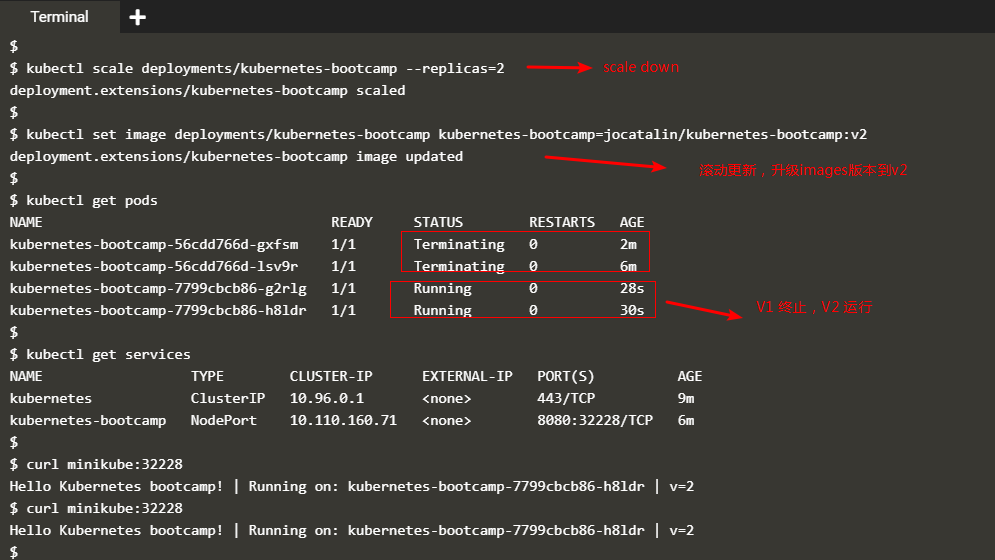 Terminal +
$
$ kubectl scale deployments/kubernetes-bootcamp --replicas=2 scale down
deployment.extensions/kubernetes-bootcamp scaled
$
$ kubectl set image deployments/kubernetes-bootcamp kubernetes-bootcamp=jocatalin/kubernetes-bootcamp:v2
deployment.extensions/kubernetes-bootcamp image updated
滚动更新，升级images版本到v2
$
$ kubectl get pods
NAME READY STATUS RESTARTS AGE
kubernetes-bootcamp-56cdd766d-gxfsm 1/1 Terminating 0 2m
kubernetes-bootcamp-56cdd766d-lsv9r 1/1 Terminating 0 6m
kubernetes-bootcamp-7799cbcb86-g2rlg 1/1 Running 0 28s
kubernetes-bootcamp-7799cbcb86-h8ldr 1/1 Running 0 30s
V1 终止，V2 运行
$
$ kubectl get services
NAME TYPE CLUSTER-IP EXTERNAL-IP PORT(S) AGE
kubernetes ClusterIP 10.96.0.1 <none> 443/TCP 9m
kubernetes-bootcamp NodePort 10.110.160.71 <none> 8080:32228/TCP 6m
$
$ curl minikube:32228
Hello Kubernetes bootcamp! | Running on: kubernetes-bootcamp-7799cbcb86-h8ldr | v=2
$ curl minikube:32228
Hello Kubernetes bootcamp! | Running on: kubernetes-bootcamp-7799cbcb86-h8ldr | v=2
$